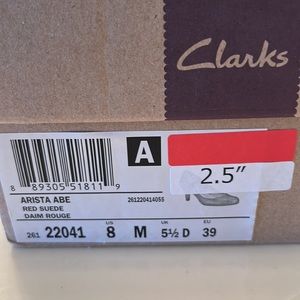 Clarks
A
8 89305 51811 9
2.5"
ARISTA ABE
261220414055
RED SUEDE
DAIM ROUGE
US
UK
EU
261 22041 8 M 5½ D 39